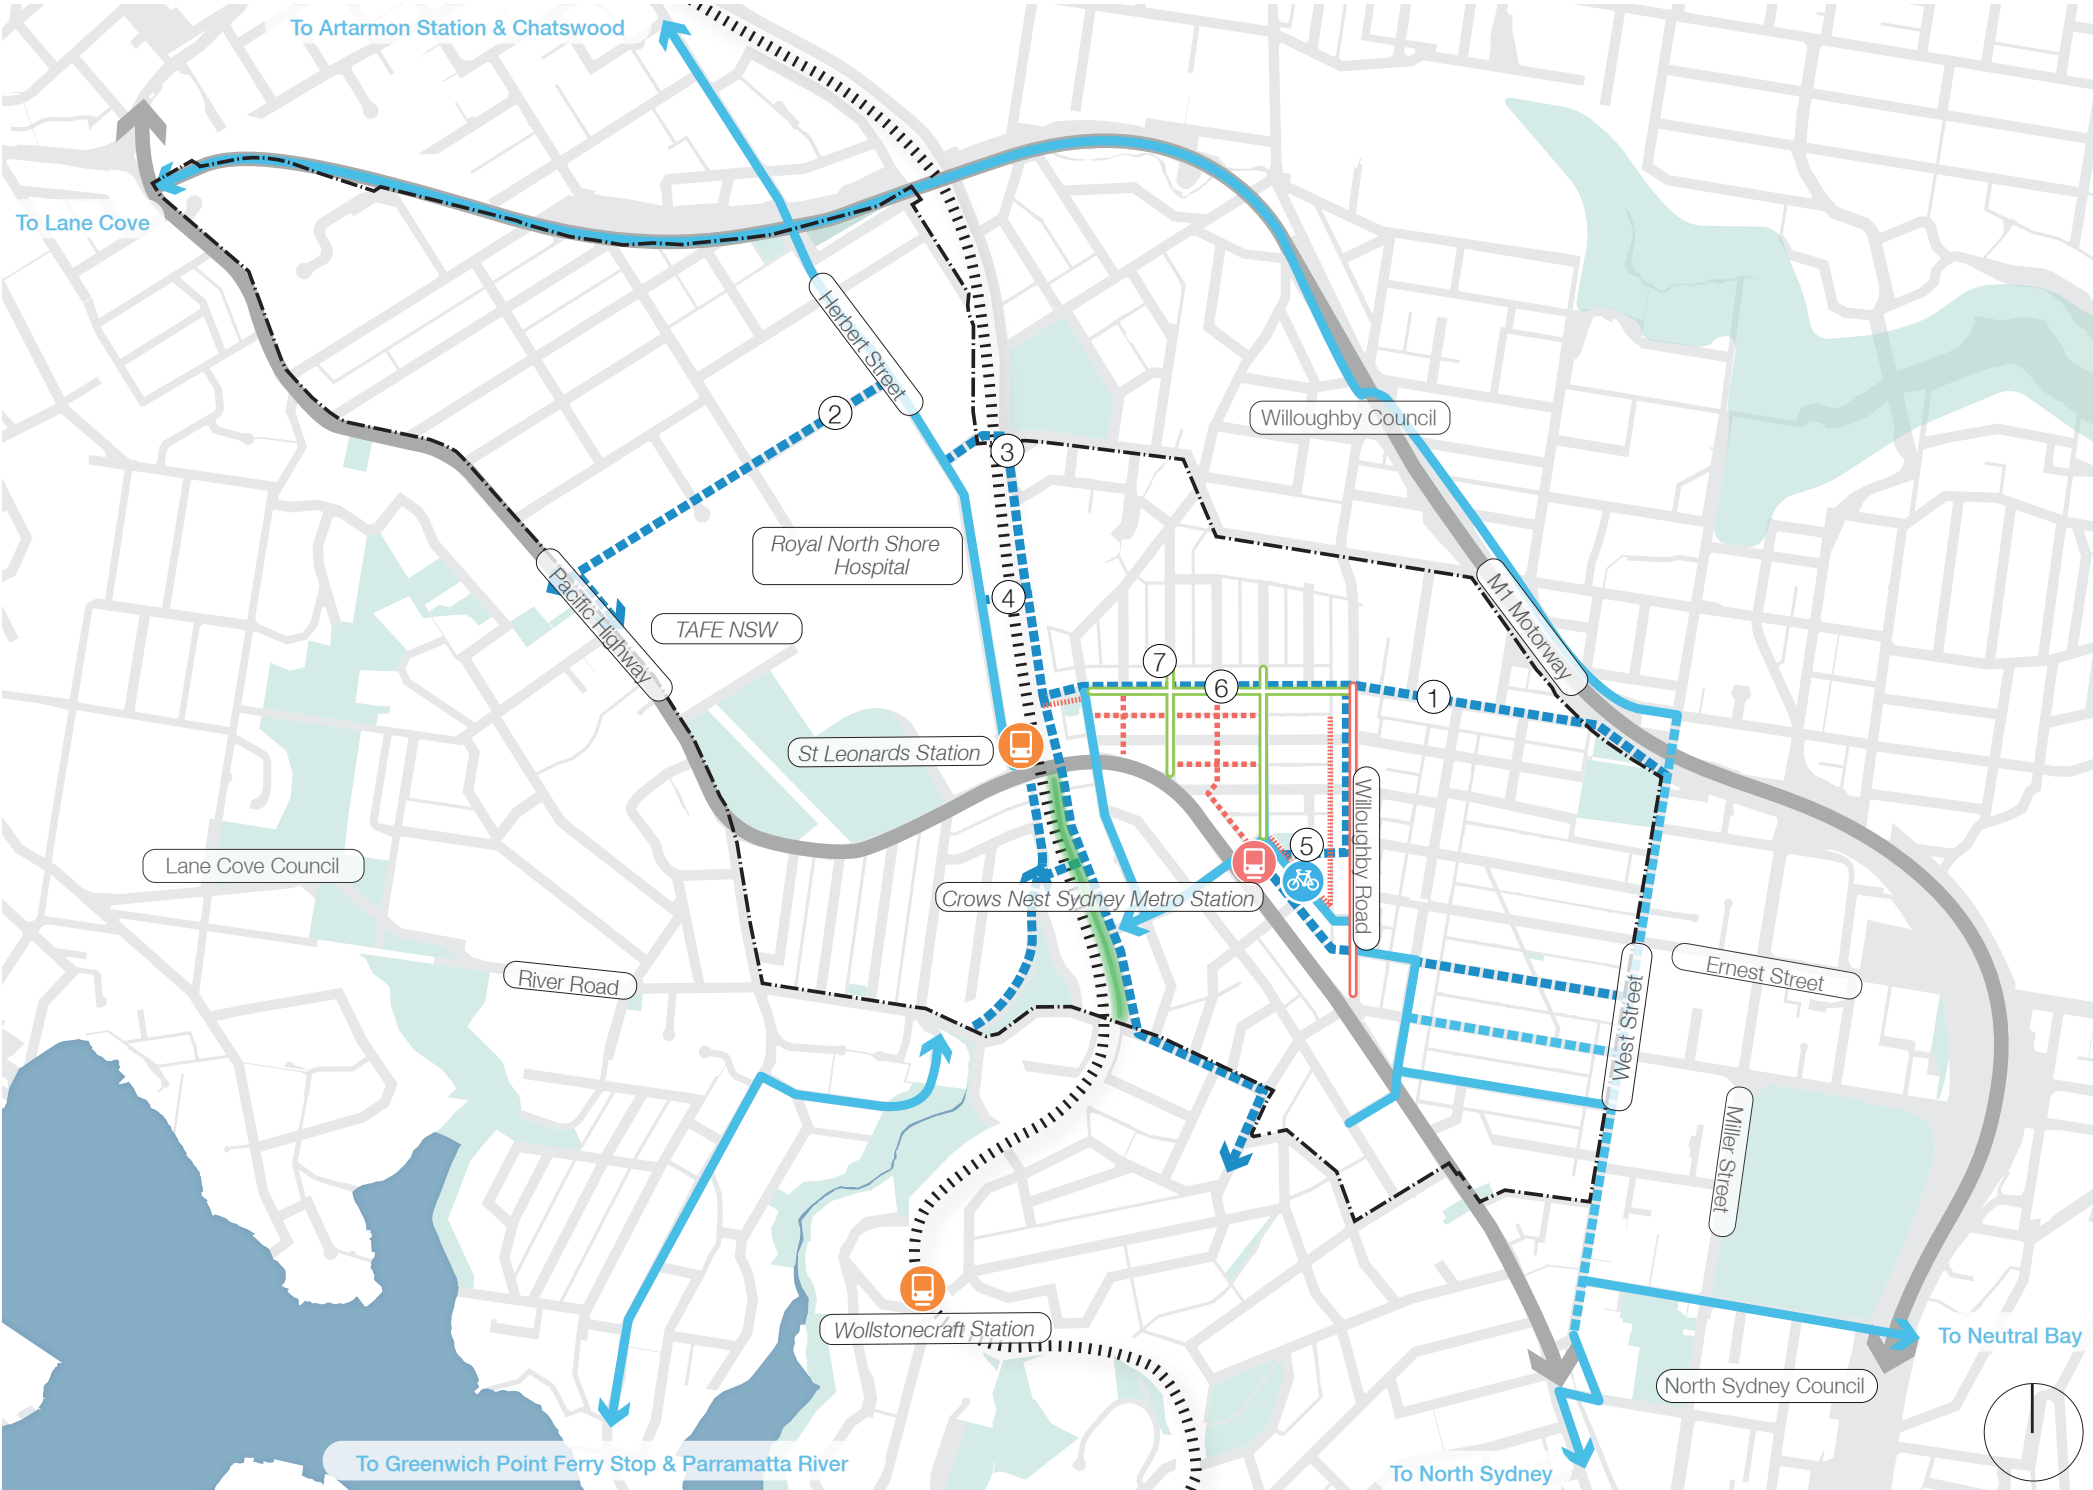 To Artarmon Station & Chatswood
To Lane Cove
Herbert Street
2
Willoughby Council
3
Royal North Shore
Hospital
4
Pacific Highway
TAFE NSW
M1 Motorway
7
6
1
St Leonards Station
Willoughby Road
5
Lane Cove Council
Crows Nest Sydney Metro Station
River Road
Ernest Street
West Street
Miller Street
Wollstonecraft Station
To Neutral Bay
North Sydney Council
To Greenwich Point Ferry Stop & Parramatta River
To North Sydney